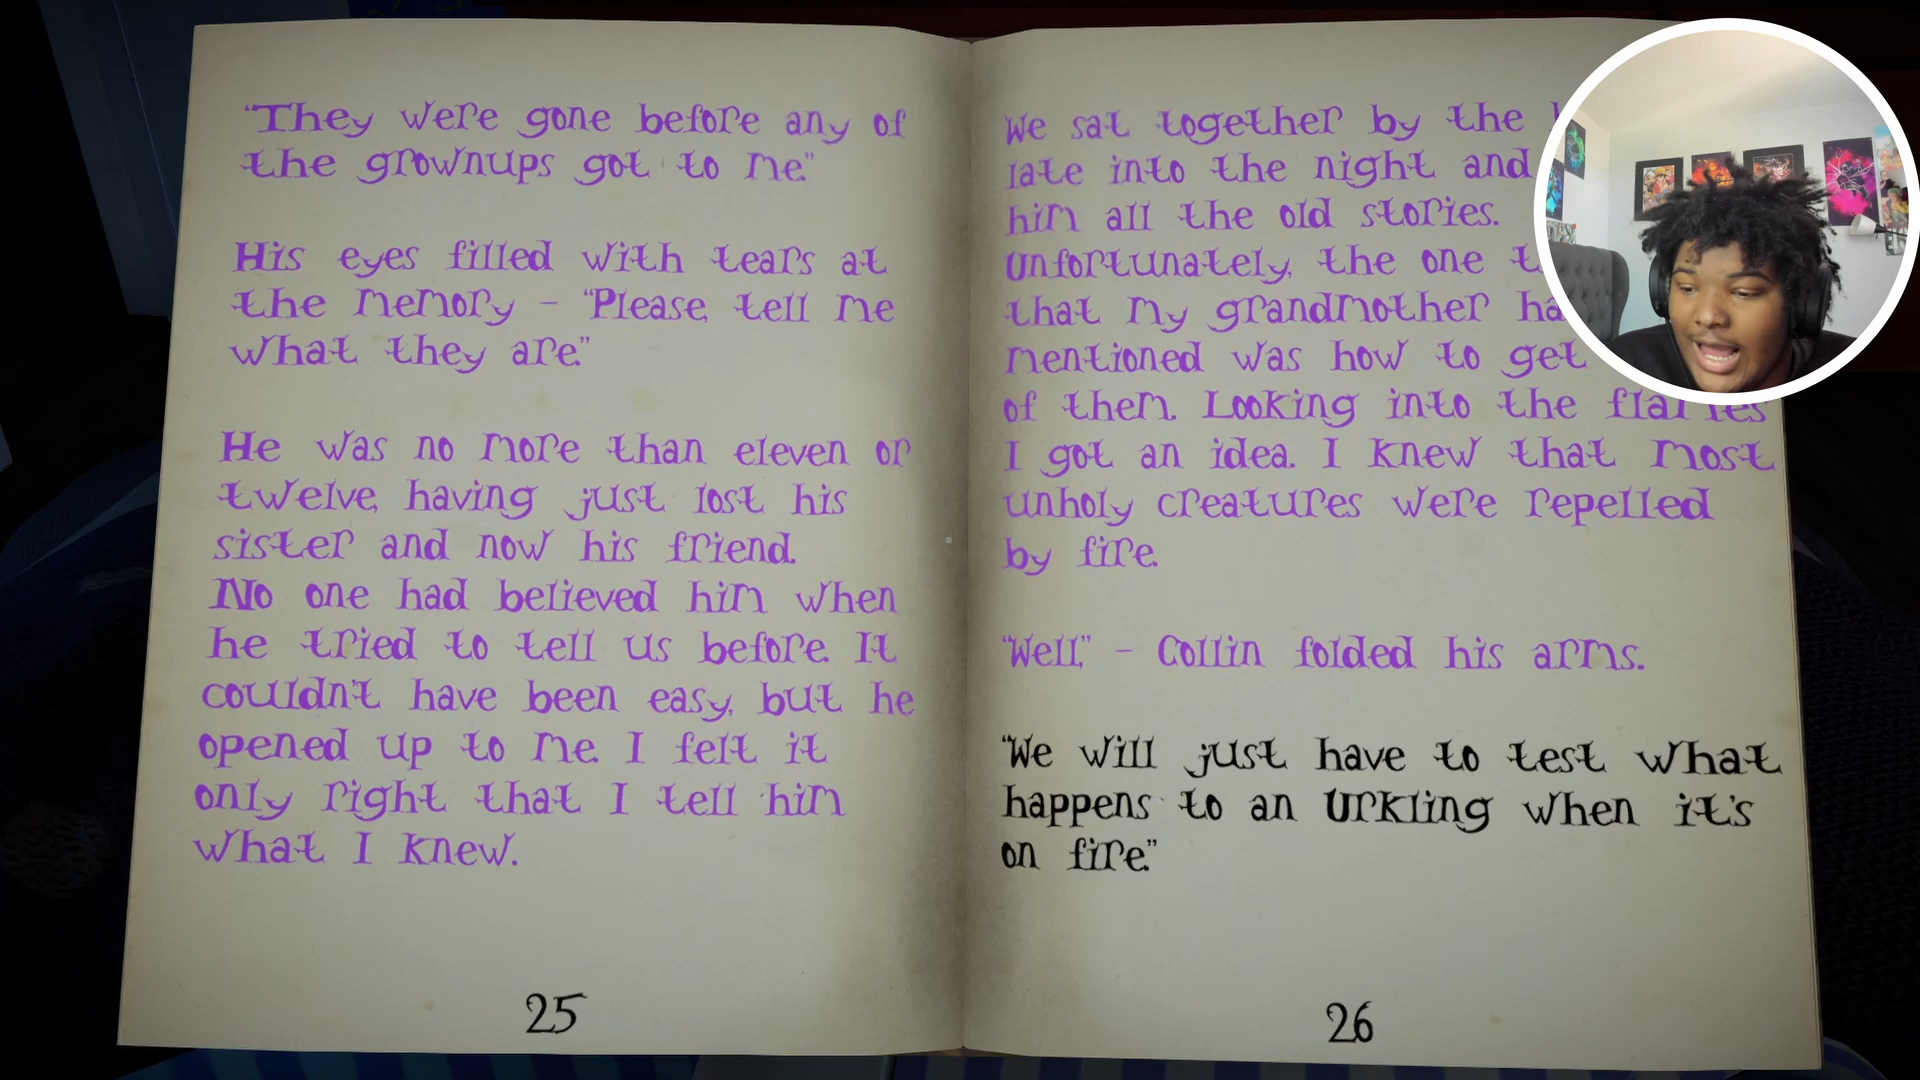 "They were gone before any of
the grownups got to me."
His eyes filled with tears at
the memory - "Please, tell me
what they are."
He was no more than eleven or
twelve, having just lost his
sister and now his friend.
No one had believed him when
he tried to tell us before. It
couldn't have been easy, but he
opened up to me. I felt it
only right that I tell him
what I knew.
25
We sat together by the
late into the night and
him all the old stories.
Unfortunately, the one
that my grandmother
mentioned was how to get
of them. Looking into the flames
I got an idea. I knew that most
unholy creatures were repelled
by fire.
"Well," - Collin folded his arms.
"We will just have to test what
happens to an Urkling when it's
on fire."
26